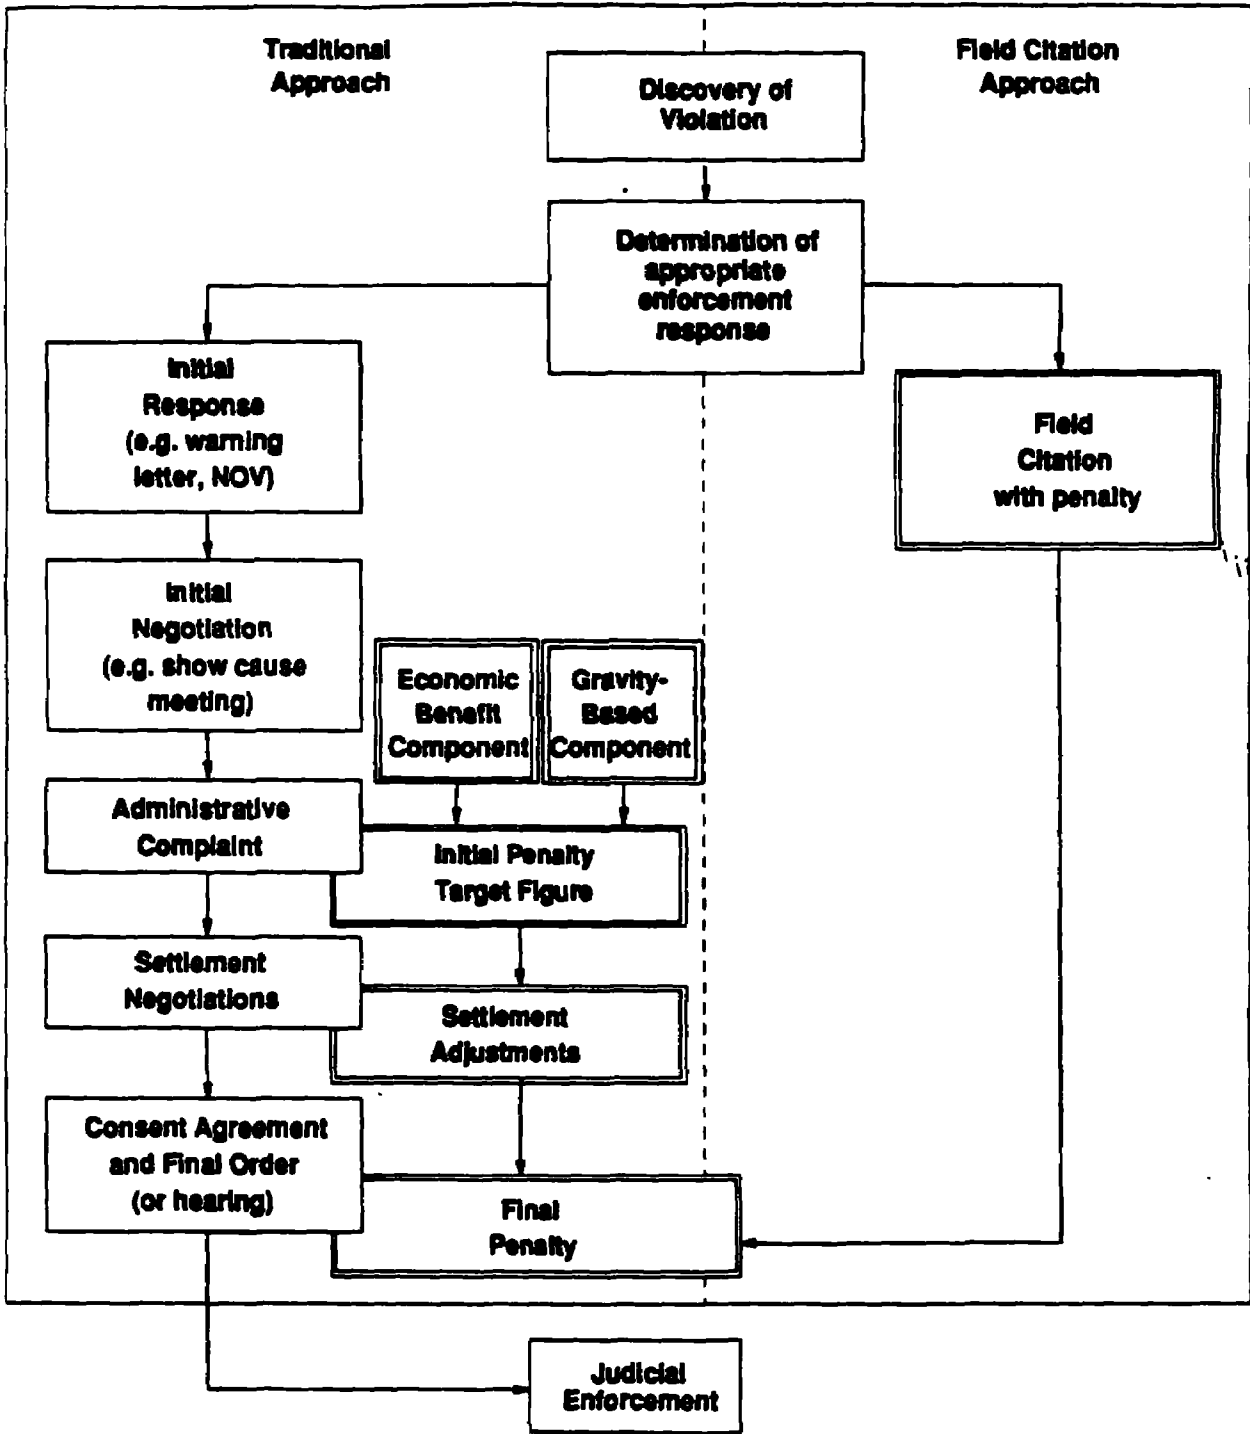 Traditional
Approach
Field Citation
Approach
Discovery of
Violation
Determination of
appropriate
enforcement
response
Initial
Response
(e.g. warning
letter, NOV)
Field
Citation
with penalty
Initial
Negotiation
(e.g. show cause
meeting)
Economic
Benefit
Component
Gravity-
Based
Component
Administrative
Complaint
Initial Penalty
Target Figure
Settlement
Negotiations
Settlement
Adjustments
Consent Agreement
and Final Order
(or hearing)
Final
Penalty
Judicial
Enforcement